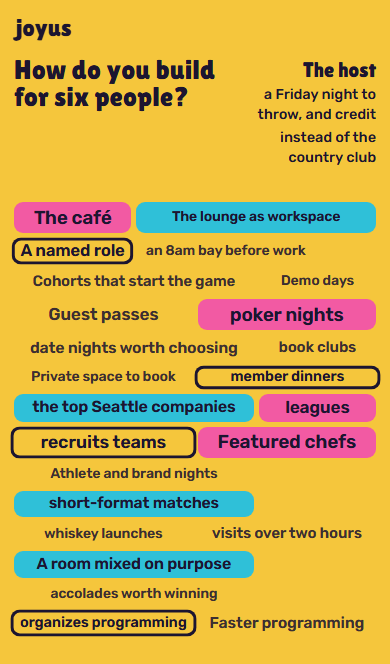 joyus
How do you build
for six people?
The host
a Friday night to
throw, and credit
instead of the
country club
The café
The lounge as workspace
A named role
an 8am bay before work
Cohorts that start the game
Demo days
Guest passes
poker nights
date nights worth choosing
book clubs
Private space to book
member dinners
the top Seattle companies
leagues
recruits teams
Featured chefs
Athlete and brand nights
short-format matches
whiskey launches
visits over two hours
A room mixed on purpose
accolades worth winning
organizes programming
Faster programming